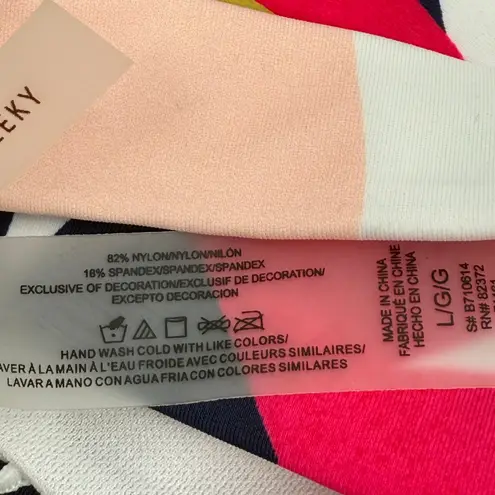 EEKY
82% NYLON/NYLON/NILÓN
18% SPANDEX/SPANDEX/SPANDEX
EXCLUSIVE OF DECORATION/EXCLUSIF DE DECORATION/
EXCEPTO DECORACION
HAND WASH COLD WITH LIKE COLORS/
AVER À LA MAIN À L'EAU FROIDE AVEC COULEURS SIMILAIRES/
LAVAR A MANO CON AGUA FRIA CON COLORES SIMILARES
MADE IN CHINA
FABRIQUÉ EN CHINE
HECHO EN CHINA
L/G/G
S# B710614
RN# 82372